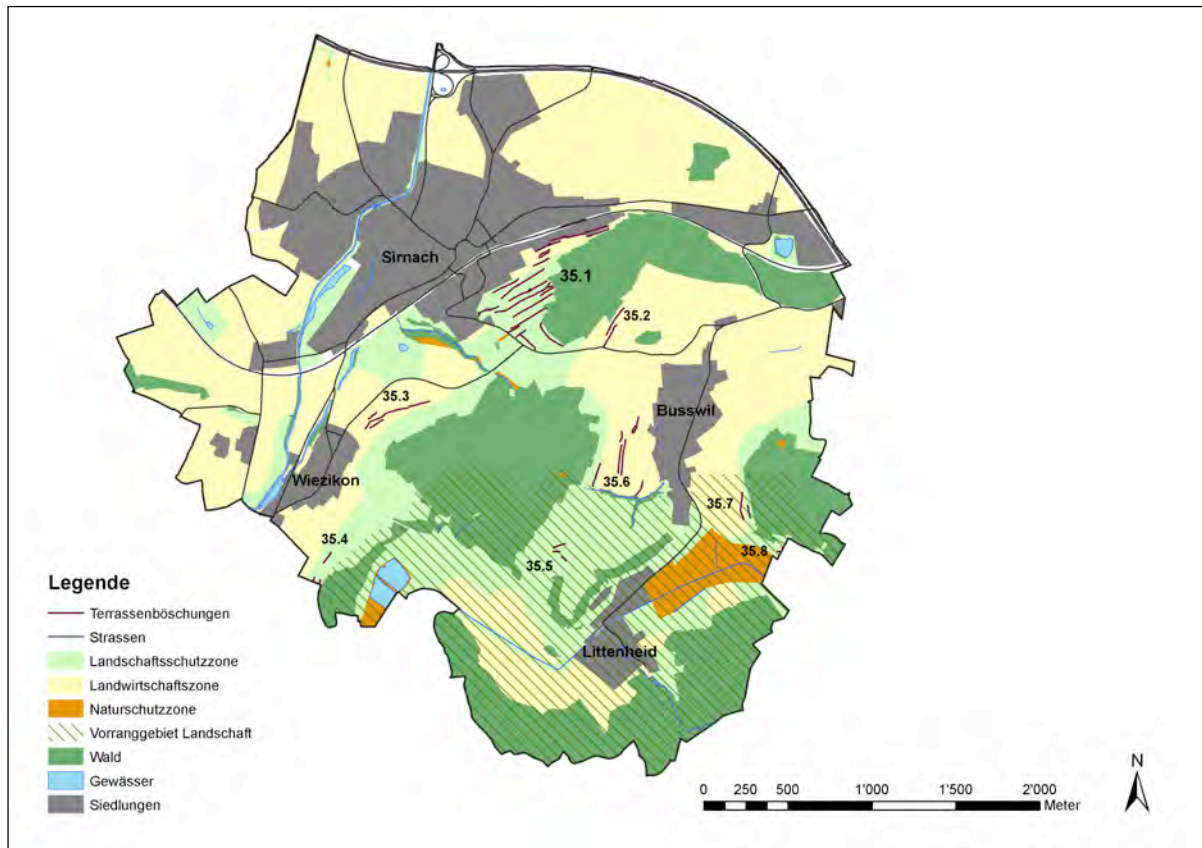 Sirnach
35.1
35.2
35.3
Busswil
Wiezikon
35.6
35.7
35.4
35.5
35.8
Littenheid
Legende
Terrassenböschungen
Strassen
Landschaftsschutzzone
Landwirtschaftszone
Naturschutzzone
Vorranggebiet Landschaft
Wald
Gewässer
Siedlungen
N
0 250 500 1'000 1'500 2'000
Meter